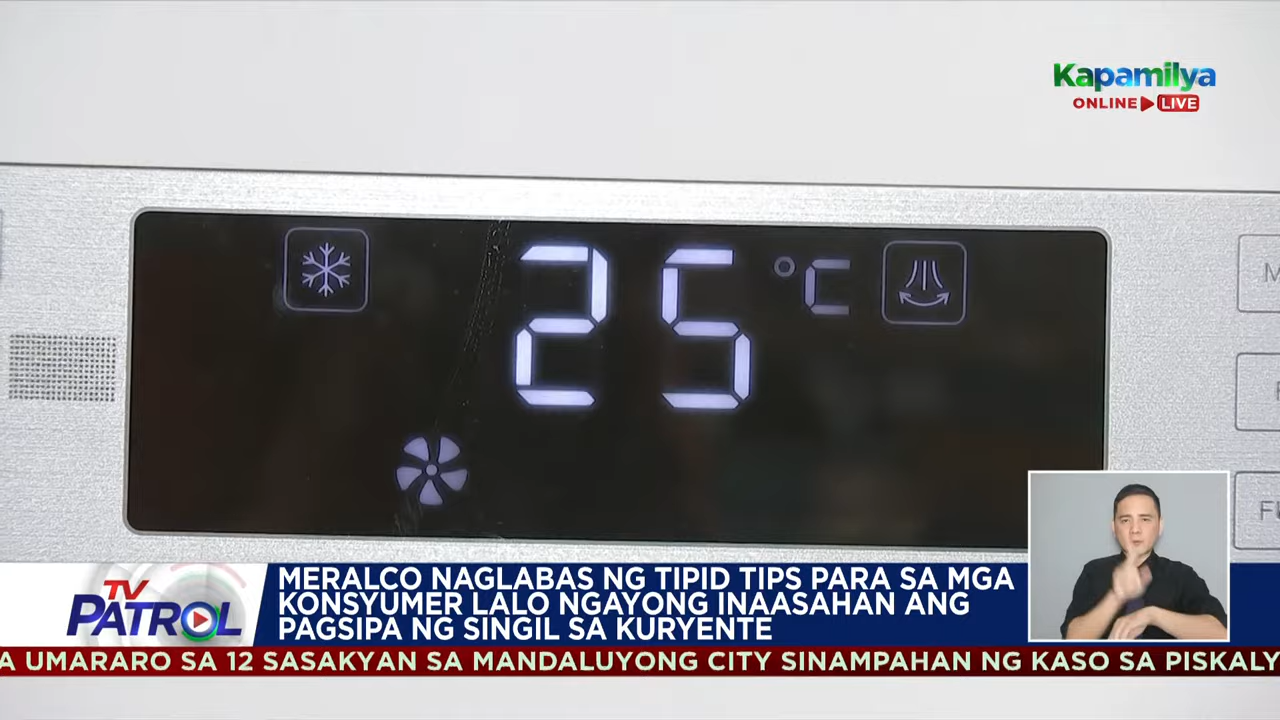 Kapamilya
ONLINE LIVE
25 °C
TV
PATROL
MERALCO NAGLABAS NG TIPID TIPS PARA SA MGA
KONSYUMER LALO NGAYONG INAASAHAN ANG
PAGSIPA NG SINGIL SA KURYENTE
A UMARARO SA 12 SASAKYAN SA MANDALUYONG CITY SINAMPAHAN NG KASO SA PISKALY